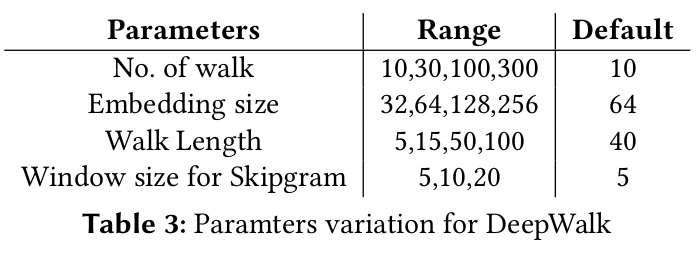 Parameters Range Default
No. of walk 10,30,100,300 10
Embedding size 32,64,128,256 64
Walk Length 5,15,50,100 40
Window size for Skipgram 5,10,20 5
Table 3: Paramters variation for DeepWalk